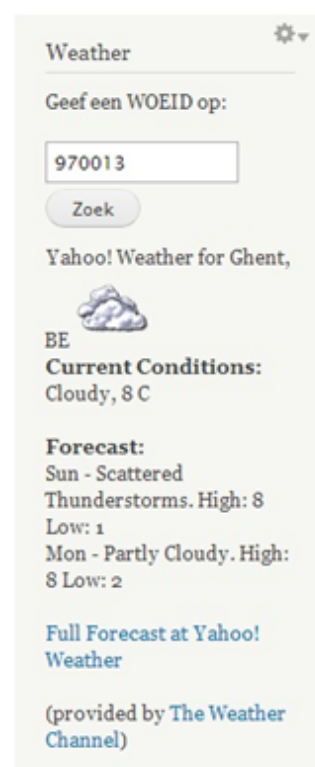 Weather
Geef een WOEID op:
970013
Zoek
Yahoo! Weather for Ghent,
BE
Current Conditions:
Cloudy, 8 C
Forecast:
Sun - Scattered
Thunderstorms. High: 8
Low: 1
Mon - Partly Cloudy. High:
8 Low: 2
Full Forecast at Yahoo!
Weather
(provided by The Weather
Channel)